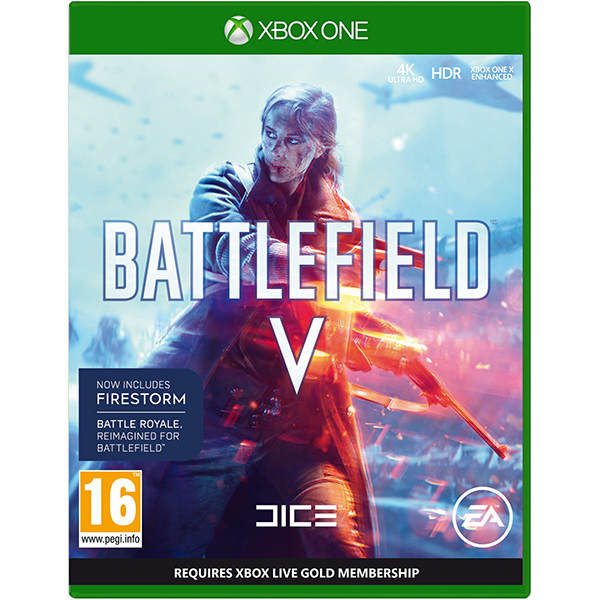 XBOX ONE
4K
ULTRA HD
HDR
XBOX ONE X
ENHANCED
BATTLEFIELD
V
NOW INCLUDES
FIRESTORM
BATTLE ROYALE,
REIMAGINED FOR
BATTLEFIELD™
16
www.pegi.info
DICE
EA
REQUIRES XBOX LIVE GOLD MEMBERSHIP